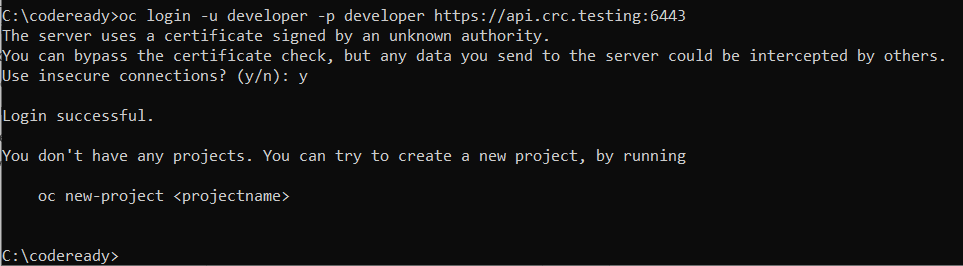 C:\codeready>oc login -u developer -p developer https://api.crc.testing:6443
The server uses a certificate signed by an unknown authority.
You can bypass the certificate check, but any data you send to the server could be intercepted by others.
Use insecure connections? (y/n): y
Login successful.
You don't have any projects. You can try to create a new project, by running
oc new-project <projectname>
C:\codeready>